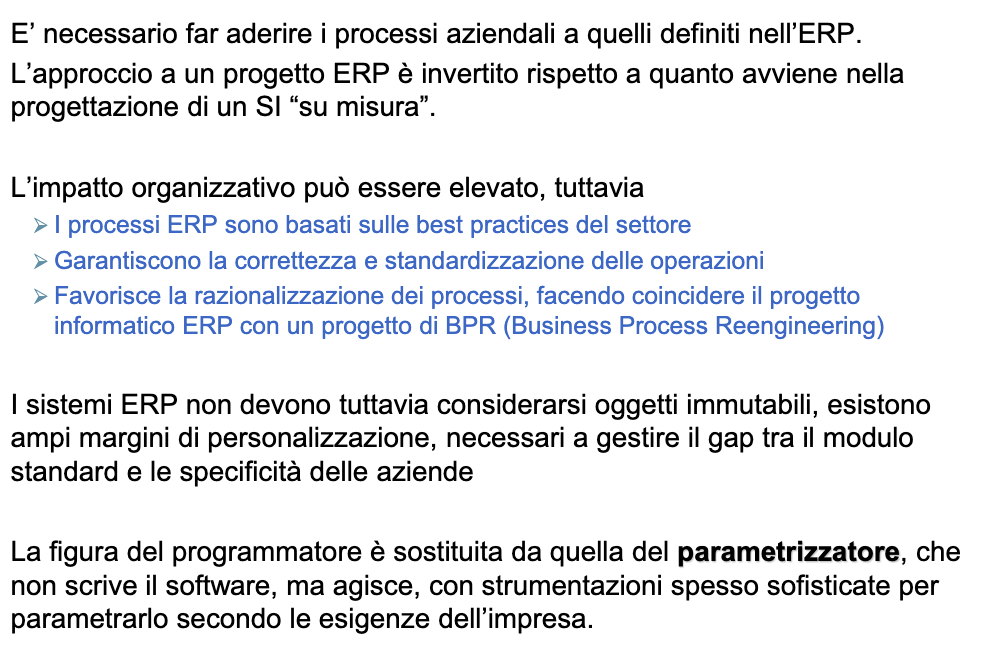 E’ necessario far aderire i processi aziendali a quelli definiti nell’ERP.
L’approccio a un progetto ERP è invertito rispetto a quanto avviene nella
progettazione di un SI “su misura”.
L’impatto organizzativo può essere elevato, tuttavia
➢ I processi ERP sono basati sulle best practices del settore
➢ Garantiscono la correttezza e standardizzazione delle operazioni
➢ Favorisce la razionalizzazione dei processi, facendo coincidere il progetto
informatico ERP con un progetto di BPR (Business Process Reengineering)
I sistemi ERP non devono tuttavia considerarsi oggetti immutabili, esistono
ampi margini di personalizzazione, necessari a gestire il gap tra il modulo
standard e le specificità delle aziende
La figura del programmatore è sostituita da quella del parametrizzatore, che
non scrive il software, ma agisce, con strumentazioni spesso sofisticate per
parametrarlo secondo le esigenze dell’impresa.